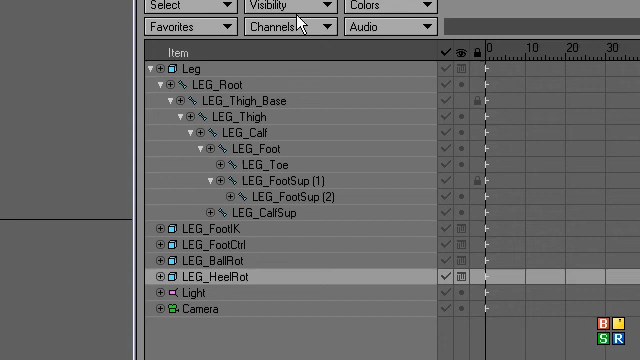 Select Visibility Colors
Favorites Channels Audio
Item 0 10 20 30
Leg
LEG_Root
LEG_Thigh_Base
LEG_Thigh
LEG_Calf
LEG_Foot
LEG_Toe
LEG_FootSup (1)
LEG_FootSup (2)
LEG_CalfSup
LEG_FootIK
LEG_FootCtrl
LEG_BallRot
LEG_HeelRot
Light
Camera
B
S R